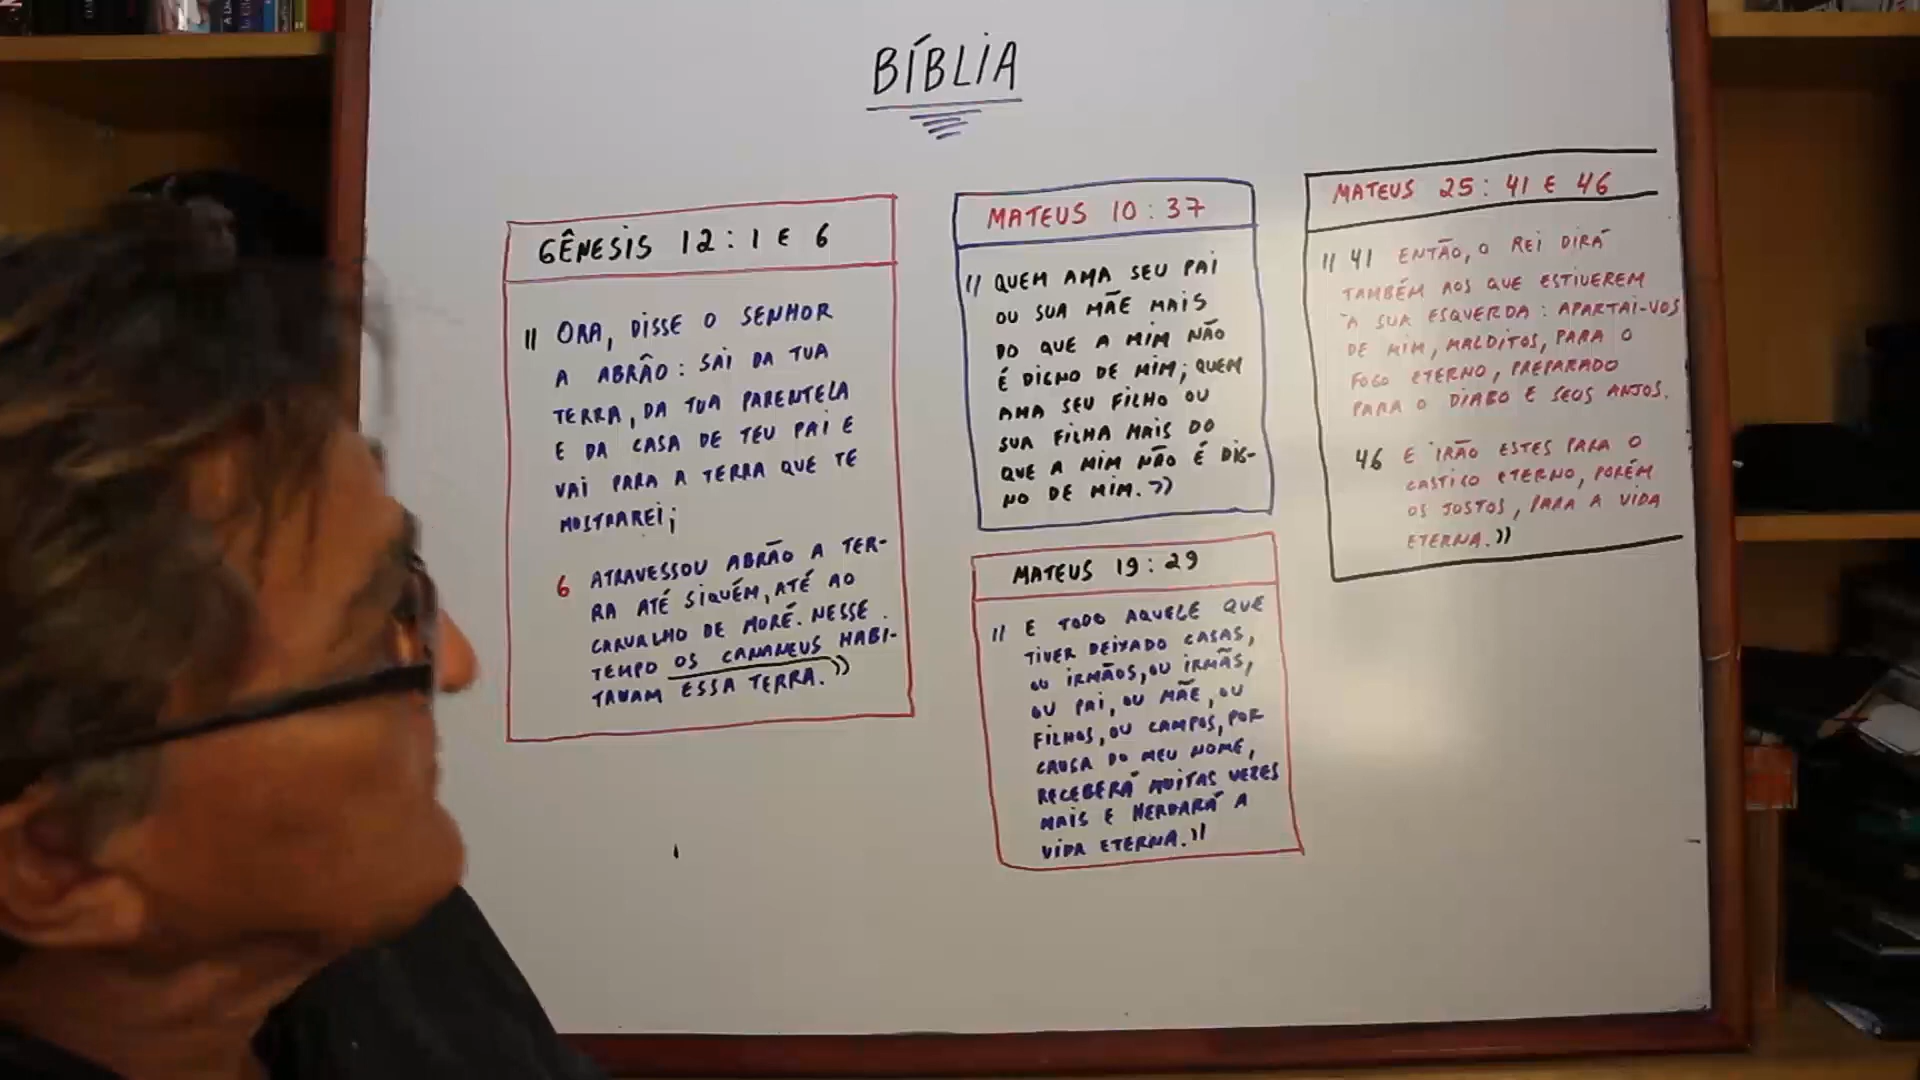 BÍBLIA
GÊNESIS 12:1 E 6
" ORA, DISSE O SENHOR
A ABRÃO: SAI DA TUA
TERRA, DA TUA PARENTELA
E DA CASA DE TEU PAI E
VAI PARA A TERRA QUE TE
MOSTRAREI;
6 ATRAVESSOU ABRÃO A TER-
RA ATÉ SIQUÉM, ATÉ AO
CARVALHO DE MORÉ. NESSE
TEMPO OS CANANEUS HABI-
TAVAM ESSA TERRA."
MATEUS 10:37
" QUEM AMA SEU PAI
OU SUA MÃE MAIS
DO QUE A MIM NÃO
É DIGNO DE MIM; QUEM
AMA SEU FILHO OU
SUA FILHA MAIS DO
QUE A MIM NÃO É DIG-
NO DE MIM."
MATEUS 19:29
" E TODO AQUELE QUE
TIVER DEIXADO CASAS,
OU IRMÃOS, OU IRMÃS,
OU PAI, OU MÃE, OU
FILHOS, OU CAMPOS, POR
CAUSA DO MEU NOME,
RECEBERÁ MUITAS VEZES
MAIS E HERDARÁ A
VIDA ETERNA."
MATEUS 25:41 E 46
" 41 ENTÃO, O REI DIRÁ
TAMBÉM AOS QUE ESTIVEREM
À SUA ESQUERDA: APARTAI-VOS
DE MIM, MALDITOS, PARA O
FOGO ETERNO, PREPARADO
PARA O DIABO E SEUS ANJOS.
46 E IRÃO ESTES PARA O
CASTIGO ETERNO, PORÉM
OS JUSTOS, PARA A VIDA
ETERNA."